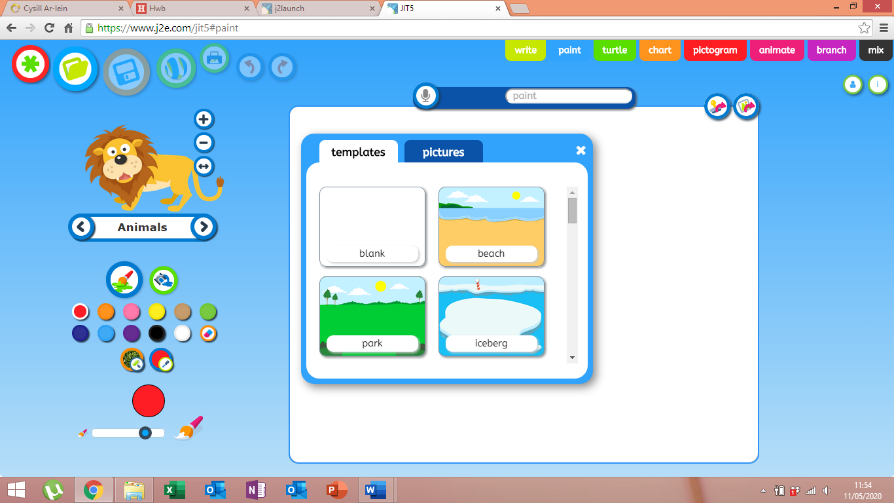 Cysill Ar-lein
Hwb
j2launch
JIT5
https://www.j2e.com/jit5#paint
write
paint
turtle
chart
pictogram
animate
branch
mix
paint
templates
pictures
blank
beach
park
iceberg
Animals
11:54
11/05/2020